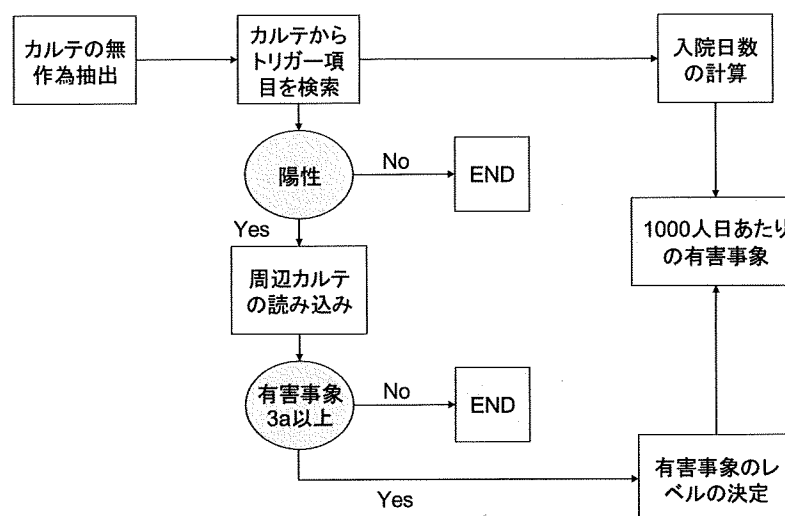 カルテの無
作為抽出
カルテから
トリガー項
目を検索
入院日数
の計算
陽性
No
END
Yes
1000人日あたり
の有害事象
周辺カルテ
の読み込み
有害事象
3a以上
No
END
Yes
有害事象のレ
ベルの決定